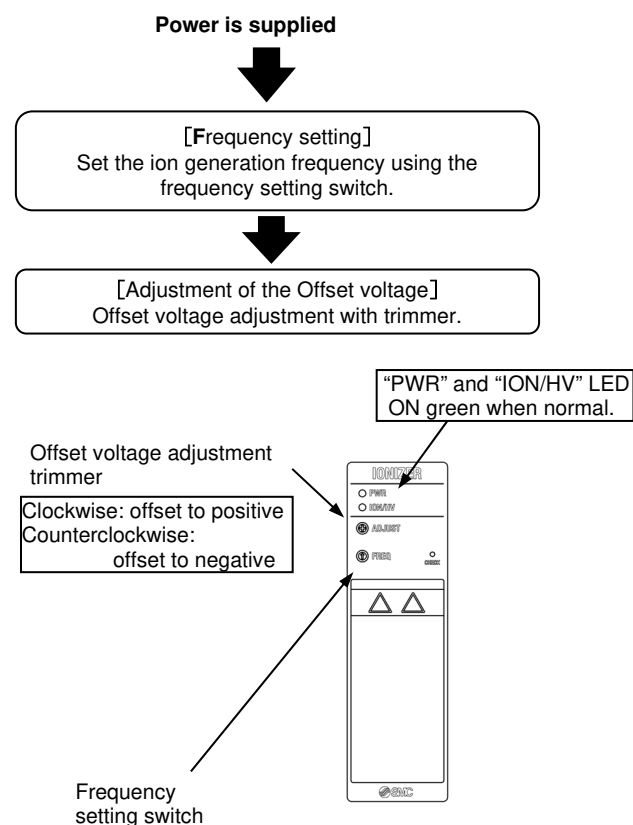 Power is supplied
[Frequency setting]
Set the ion generation frequency using the
frequency setting switch.
[Adjustment of the Offset voltage]
Offset voltage adjustment with trimmer.
“PWR” and “ION/HV” LED
ON green when normal.
Offset voltage adjustment
trimmer
Clockwise: offset to positive
Counterclockwise:
offset to negative
IONIZER
PWR
ION/HV
ADJUST
FREQ
CHECK
SMC
Frequency
setting switch